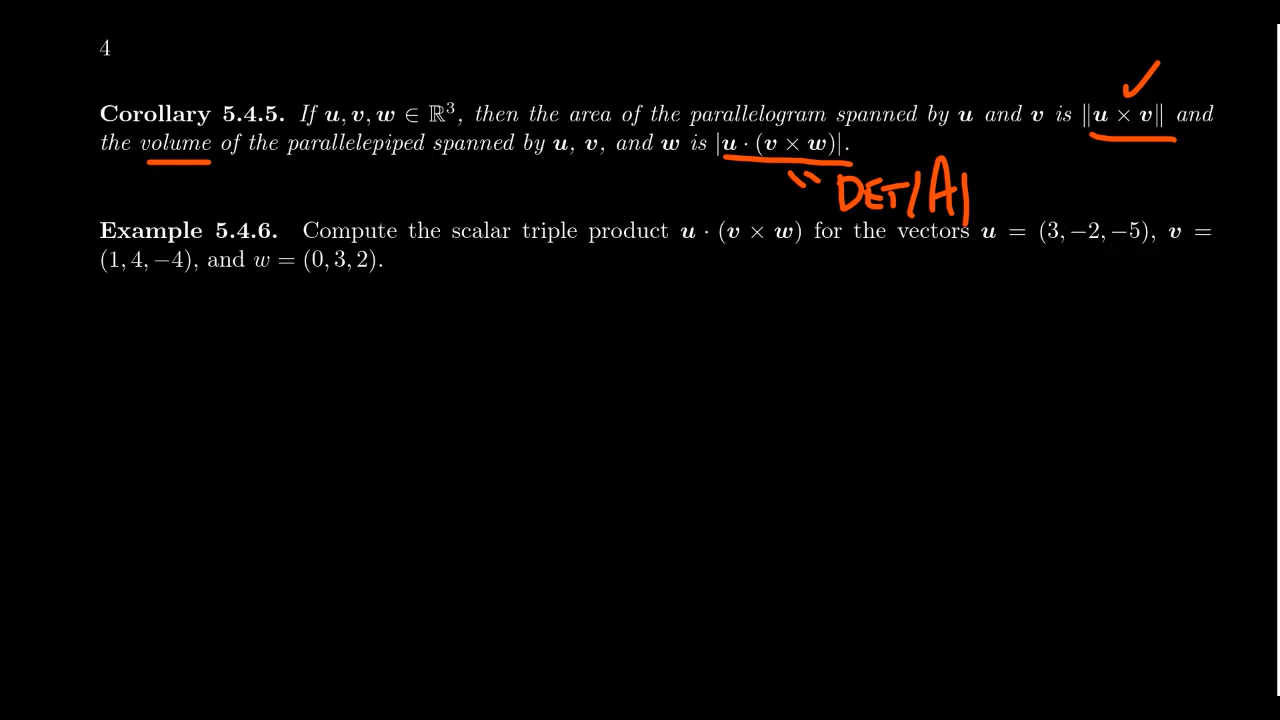 4
Corollary 5.4.5. If u, v, w ∈ ℝ³, then the area of the parallelogram spanned by u and v is ‖u × v‖ and
the volume of the parallelepiped spanned by u, v, and w is |u · (v × w)|.
DET|A|
Example 5.4.6. Compute the scalar triple product u · (v × w) for the vectors u = (3, −2, −5), v =
(1, 4, −4), and w = (0, 3, 2).